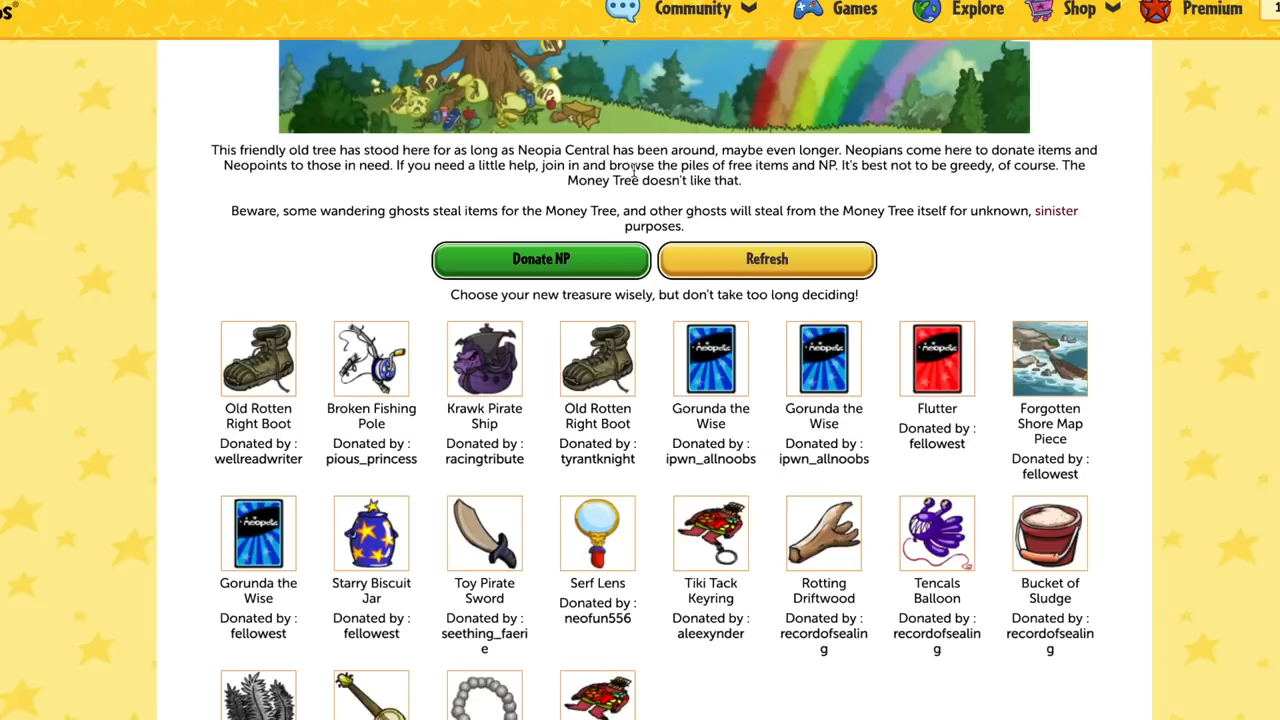 Community
Games
Explore
Shop
Premium
This friendly old tree has stood here for as long as Neopia Central has been around, maybe even longer. Neopians come here to donate items and
Neopoints to those in need. If you need a little help, join in and browse the piles of free items and NP. It's best not to be greedy, of course. The
Money Tree doesn't like that.
Beware, some wandering ghosts steal items for the Money Tree, and other ghosts will steal from the Money Tree itself for unknown, sinister
purposes.
Donate NP
Refresh
Choose your new treasure wisely, but don't take too long deciding!
Old Rotten
Right Boot
Donated by :
wellreadwriter
Broken Fishing
Pole
Donated by :
pious_princess
Krawk Pirate
Ship
Donated by :
racingtribute
Old Rotten
Right Boot
Donated by :
tyrantknight
Gorunda the
Wise
Donated by :
ipwn_allnoobs
Gorunda the
Wise
Donated by :
ipwn_allnoobs
Flutter
Donated by :
fellowest
Forgotten
Shore Map
Piece
Donated by :
fellowest
Gorunda the
Wise
Donated by :
fellowest
Starry Biscuit
Jar
Donated by :
fellowest
Toy Pirate
Sword
Donated by :
seething_faeri
e
Serf Lens
Donated by :
neofun556
Tiki Tack
Keyring
Donated by :
aleexynder
Rotting
Driftwood
Donated by :
recordofsealin
g
Tencals
Balloon
Donated by :
recordofsealin
g
Bucket of
Sludge
Donated by :
recordofsealin
g